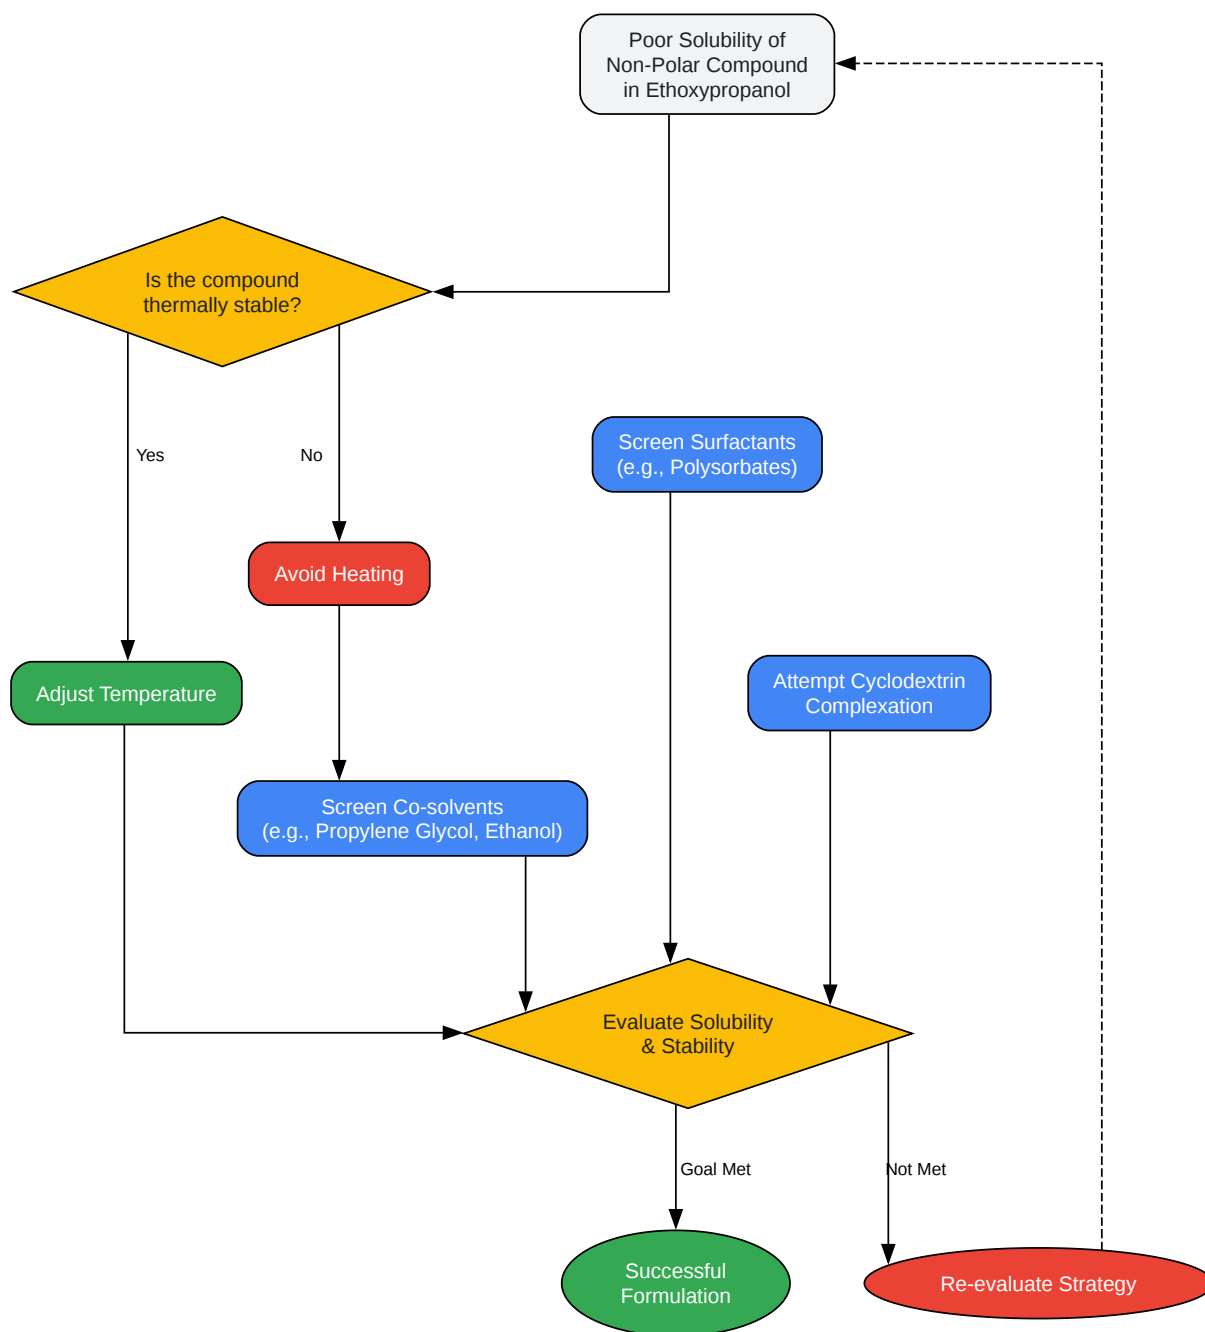 Poor Solubility of
Non-Polar Compound
in Ethoxypropanol
Is the compound
thermally stable?
Yes
No
Screen Surfactants
(e.g., Polysorbates)
Avoid Heating
Adjust Temperature
Attempt Cyclodextrin
Complexation
Screen Co-solvents
(e.g., Propylene Glycol, Ethanol)
Evaluate Solubility
& Stability
Goal Met
Not Met
Successful
Formulation
Re-evaluate Strategy